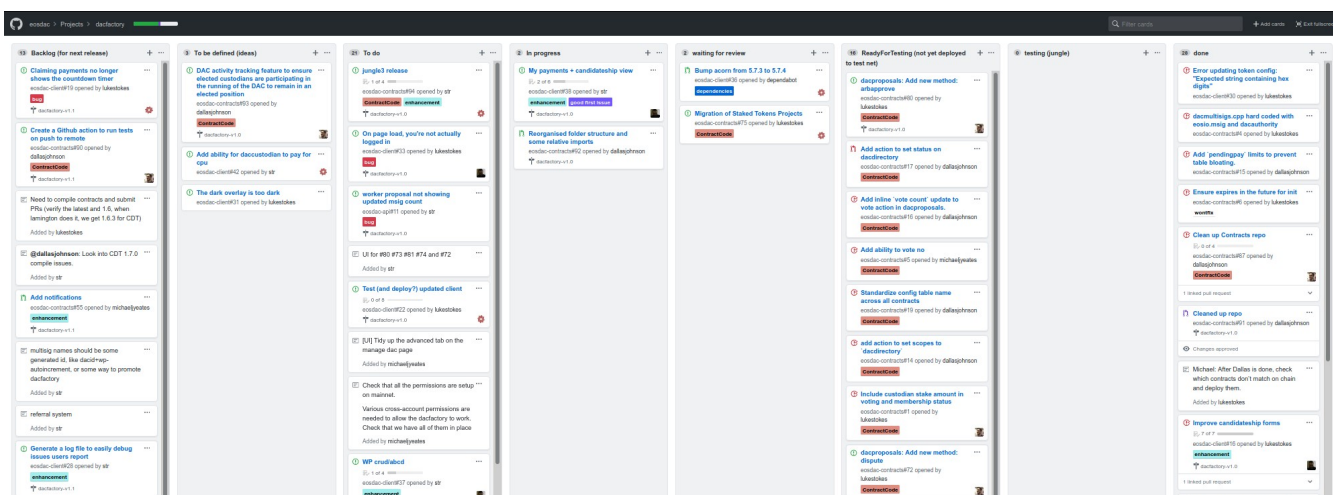 eosdac > Projects > dacfactory
Filter cards
Add cards
Exit fullscreen
13 Backlog (for next release)
Claiming payments no longer
shows the countdown timer
eosdac-client#19 opened by lukestokes
bug
dacfactory-v1.1
Create a Github action to run tests
on push to remote
eosdac-contracts#90 opened by
dallasjohnson
ContractCode
dacfactory-v1.1
Need to compile contracts and submit
PRs (verify the latest and 1.6, when
lamington does it, we get 1.6.3 for CDT)
Added by lukestokes
@dallasjohnson: Look into CDT 1.7.0
compile issues.
Added by str
Add notifications
eosdac-contracts#55 opened by michaeljyeates
enhancement
dacfactory-v1.0
multisig names should be some
generated id, like dacid+wp-
autoincrement, or some way to promote
dacfactory
Added by str
referral system
Added by str
Generate a log file to easily debug
issues users report
eosdac-client#28 opened by str
enhancement
dacfactory-v1.1
3 To be defined (ideas)
DAC activity tracking feature to ensure
elected custodians are participating in
the running of the DAC to remain in an
elected position
eosdac-contracts#93 opened by
dallasjohnson
ContractCode
dacfactory-v1.0
Add ability for daccustodian to pay for
cpu
eosdac-client#42 opened by str
The dark overlay is too dark
eosdac-client#31 opened by lukestokes
21 To do
jungle3 release
1 of 4
eosdac-contracts#94 opened by str
ContractCode enhancement
dacfactory-v1.0
On page load, you're not actually
logged in
eosdac-client#33 opened by lukestokes
bug
dacfactory-v1.0
worker proposal not showing
updated msig count
eosdac-api#11 opened by str
bug
dacfactory-v1.0
UI for #80 #73 #81 #74 and #72
Added by str
Test (and deploy?) updated client
0 of 8
eosdac-client#22 opened by lukestokes
dacfactory-v1.0
[UI] Tidy up the advanced tab on the
manage dac page
Added by michaeljyeates
Check that all the permissions are setup
on mainnet.
Various cross-account permissions are
needed to allow the dacfactory to work.
Check that we have all of them in place
Added by michaeljyeates
WP crud/abcd
1 of 4
eosdac-client#37 opened by str
enhancement
2 In progress
My payments + candidateship view
2 of 6
eosdac-client#38 opened by str
enhancement good first issue
dacfactory-v1.0
Reorganised folder structure and
some relative imports
eosdac-contracts#92 opened by dallasjohnson
dacfactory-v1.0
2 waiting for review
Bump acorn from 5.7.3 to 5.7.4
eosdac-client#36 opened by dependabot
dependencies
Migration of Staked Tokens Projects
eosdac-contracts#75 opened by lukestokes
ContractCode
16 ReadyForTesting (not yet deployed
to test net)
dacproposals: Add new method:
arbapprove
eosdac-contracts#80 opened by
lukestokes
ContractCode
dacfactory-v1.0
Add action to set status on
dacdirectory
eosdac-contracts#17 opened by dallasjohnson
ContractCode
Add inline `vote count` update to
vote action in dacproposals.
eosdac-contracts#16 opened by dallasjohnson
ContractCode
Add ability to vote no
eosdac-contracts#5 opened by michaeljyeates
ContractCode
Standardize config table name
across all contracts
eosdac-contracts#19 opened by dallasjohnson
ContractCode
add action to set scopes to
`dacdirectory`
eosdac-contracts#14 opened by dallasjohnson
ContractCode
Include custodian stake amount in
voting and membership status
eosdac-contracts#1 opened by
lukestokes
ContractCode
dacproposals: Add new method:
dispute
eosdac-contracts#72 opened by
lukestokes
ContractCode
0 testing (jungle)
28 done
Error updating token config:
"Expected string containing hex
digits"
eosdac-client#30 opened by lukestokes
dacmultisigs.cpp hard coded with
eosio.msig and dacauthority
eosdac-contracts#4 opened by lukestokes
Add `pendingpay` limits to prevent
table bloating.
eosdac-contracts#15 opened by dallasjohnson
Ensure expires in the future for init
eosdac-contracts#6 opened by lukestokes
wontfix
Clean up Contracts repo
0 of 4
eosdac-contracts#67 opened by
dallasjohnson
ContractCode
1 linked pull request
Cleaned up repo
eosdac-contracts#91 opened by dallasjohnson
dacfactory-v1.0
Changes approved
Michael: After Dallas is done, check
which contracts don't match on chain
and deploy them.
Added by lukestokes
Improve candidateship forms
7 of 7
eosdac-client#16 opened by lukestokes
enhancement
dacfactory-v1.0
1 linked pull request